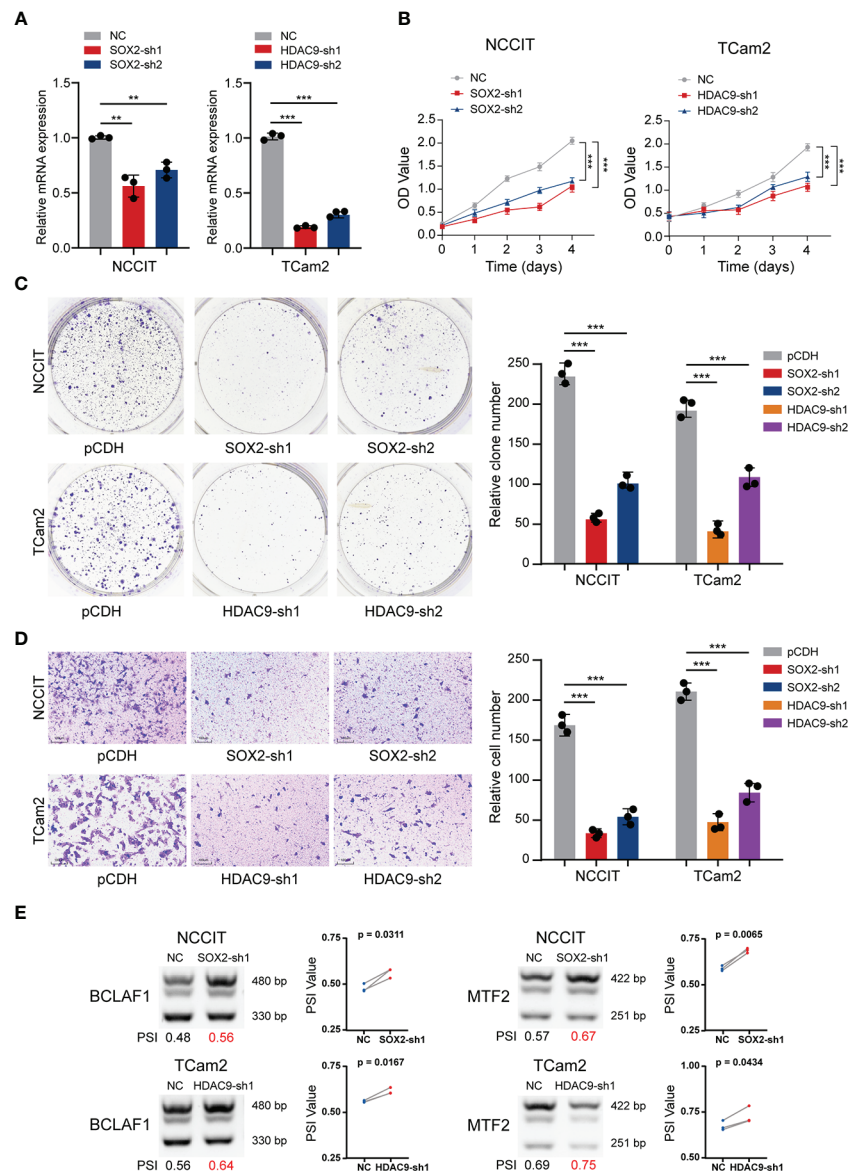 A
NC
SOX2-sh1
SOX2-sh2
Relative mRNA expression
1.5
1.0
0.5
0.0
**
**
NCCIT
NC
HDAC9-sh1
HDAC9-sh2
Relative mRNA expression
1.5
1.0
0.5
0.0
***
***
TCam2
B
NCCIT
NC
SOX2-sh1
SOX2-sh2
OD Value
2.5
2.0
1.5
1.0
0.5
0.0
0 1 2 3 4
Time (days)
***
***
TCam2
NC
HDAC9-sh1
HDAC9-sh2
OD Value
2.5
2.0
1.5
1.0
0.5
0.0
0 1 2 3 4
Time (days)
***
***
C
NCCIT
pCDH SOX2-sh1 SOX2-sh2
TCam2
pCDH HDAC9-sh1 HDAC9-sh2
Relative clone number
250
200
150
100
50
0
***
***
***
***
NCCIT TCam2
pCDH
SOX2-sh1
SOX2-sh2
HDAC9-sh1
HDAC9-sh2
D
NCCIT
pCDH SOX2-sh1 SOX2-sh2
TCam2
pCDH HDAC9-sh1 HDAC9-sh2
Relative cell number
250
200
150
100
50
0
***
***
***
***
NCCIT TCam2
pCDH
SOX2-sh1
SOX2-sh2
HDAC9-sh1
HDAC9-sh2
E
NCCIT
NC SOX2-sh1
BCLAF1
480 bp
330 bp
PSI 0.48 0.56
p = 0.0311
PSI Value
0.75
0.50
0.25
NC SOX2-sh1
NCCIT
NC SOX2-sh1
MTF2
422 bp
251 bp
PSI 0.57 0.67
p = 0.0065
PSI Value
0.75
0.50
0.25
NC SOX2-sh1
TCam2
NC HDAC9-sh1
BCLAF1
480 bp
330 bp
PSI 0.56 0.64
p = 0.0167
PSI Value
0.75
0.50
0.25
NC HDAC9-sh1
TCam2
NC HDAC9-sh1
MTF2
422 bp
251 bp
PSI 0.69 0.75
p = 0.0434
PSI Value
1.00
0.75
0.50
NC HDAC9-sh1